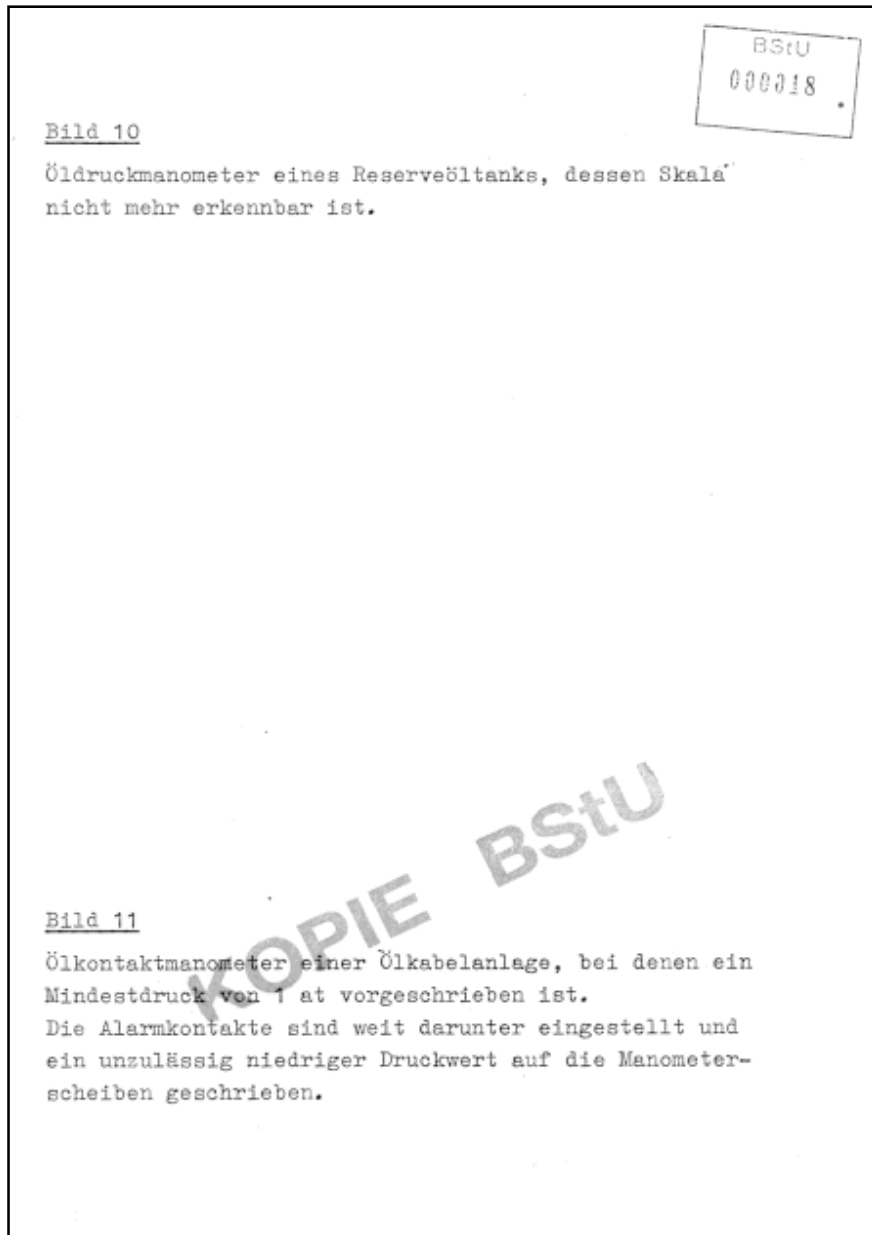 BStU
000018
Bild 10
Öldruckmanometer eines Reserveöltanks, dessen Skala
nicht mehr erkennbar ist.
KOPIE BStU
Bild 11
Ölkontaktmanometer einer Ölkabelanlage, bei denen ein
Mindestdruck von 1 at vorgeschrieben ist.
Die Alarmkontakte sind weit darunter eingestellt und
ein unzulässig niedriger Druckwert auf die Manometer-
scheiben geschrieben.